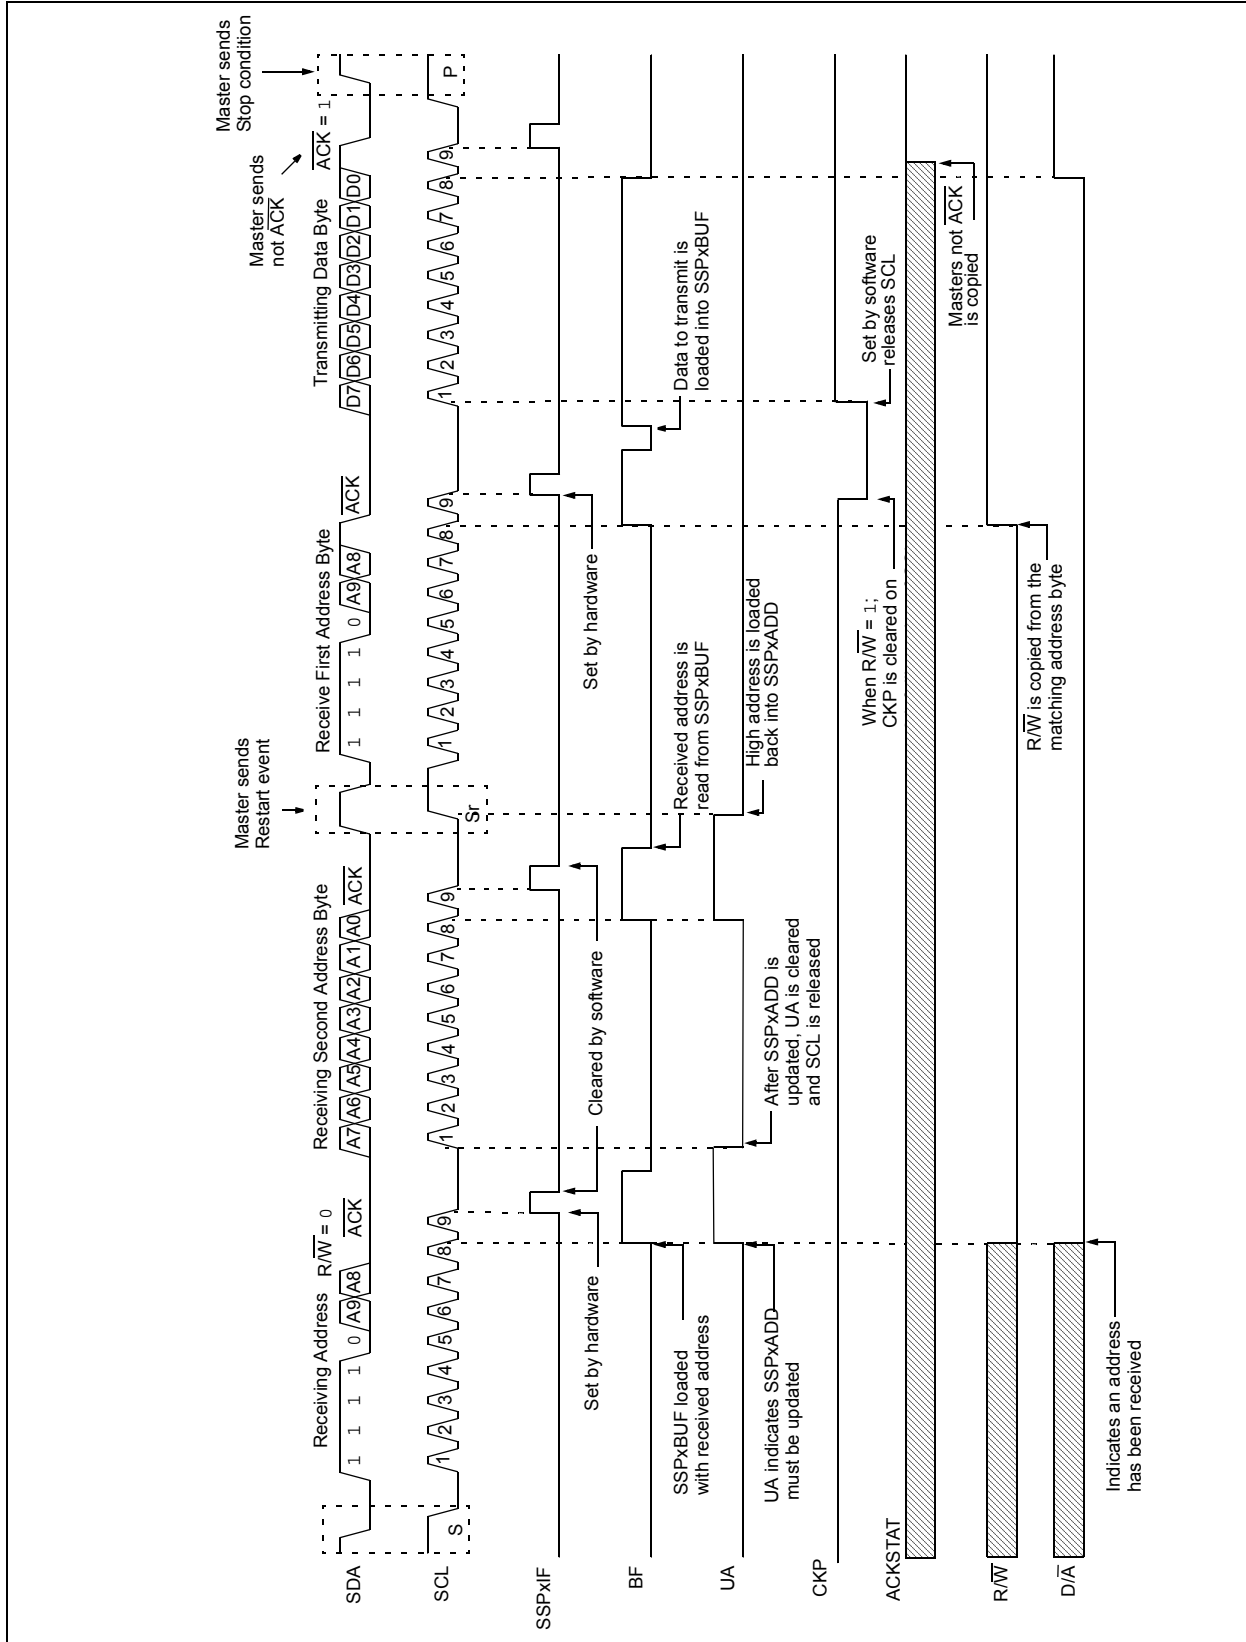 Master sends
Restart event
Master sends
not ACK
Master sends
Stop condition
Receiving Address R/W = 0
Receiving Second Address Byte
Receive First Address Byte
Transmitting Data Byte
ACK = 1
SDA
1 1 1 1 0 A9 A8 ACK
A7 A6 A5 A4 A3 A2 A1 A0 ACK
1 1 1 1 0 A9 A8 ACK
D7 D6 D5 D4 D3 D2 D1 D0
SCL
S
1 2 3 4 5 6 7 8 9
1 2 3 4 5 6 7 8 9
Sr
1 2 3 4 5 6 7 8 9
1 2 3 4 5 6 7 8 9
P
SSPxIF
Set by hardware
Cleared by software
Set by hardware
BF
SSPxBUF loaded
with received address
Received address is
read from SSPxBUF
Data to transmit is
loaded into SSPxBUF
UA
UA indicates SSPxADD
must be updated
After SSPxADD is
updated, UA is cleared
and SCL is released
High address is loaded
back into SSPxADD
CKP
When R/W = 1;
CKP is cleared on
Set by software
releases SCL
ACKSTAT
Masters not ACK
is copied
R/W
R/W is copied from the
matching address byte
D/A
Indicates an address
has been received